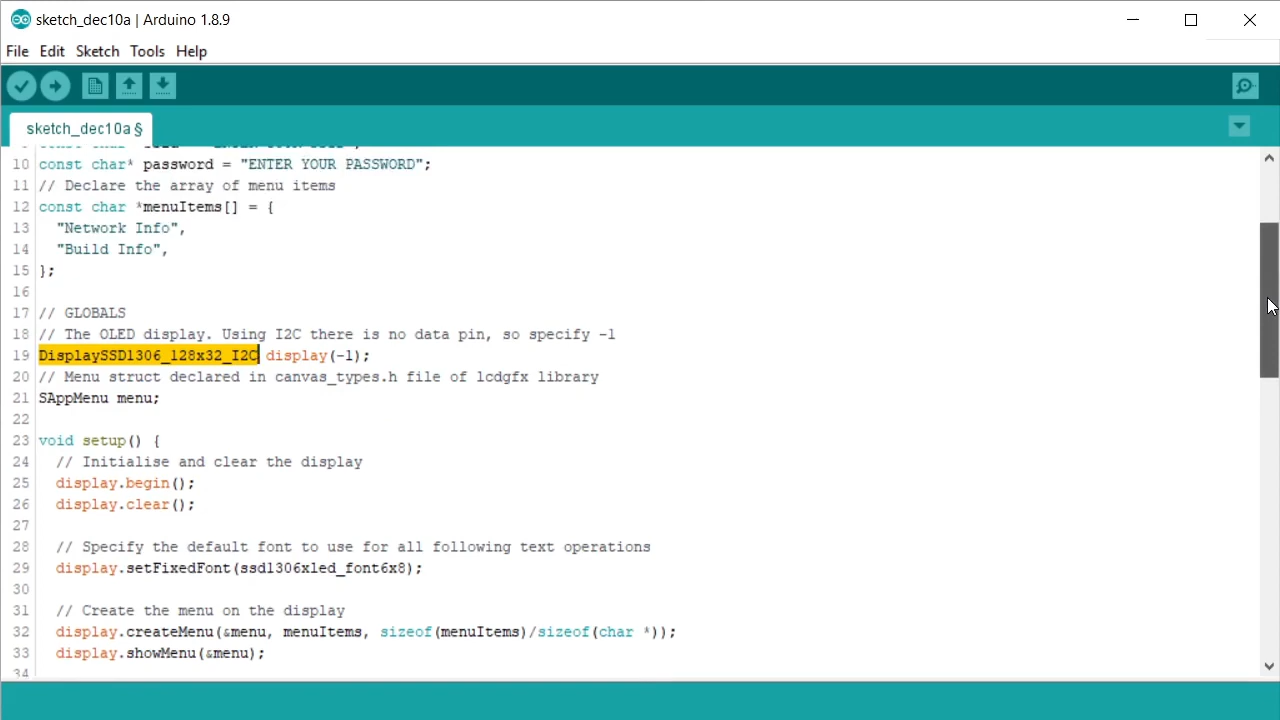 sketch_dec10a | Arduino 1.8.9
File Edit Sketch Tools Help
sketch_dec10a §
10 const char* password = "ENTER YOUR PASSWORD";
11 // Declare the array of menu items
12 const char *menuItems[] = {
13 "Network Info",
14 "Build Info",
15 };
16
17 // GLOBALS
18 // The OLED display. Using I2C there is no data pin, so specify -1
19 DisplaySSD1306_128x32_I2C display(-1);
20 // Menu struct declared in canvas_types.h file of lcdgfx library
21 SAppMenu menu;
22
23 void setup() {
24 // Initialise and clear the display
25 display.begin();
26 display.clear();
27
28 // Specify the default font to use for all following text operations
29 display.setFixedFont(ssd1306xled_font6x8);
30
31 // Create the menu on the display
32 display.createMenu(&menu, menuItems, sizeof(menuItems)/sizeof(char *));
33 display.showMenu(&menu);
34